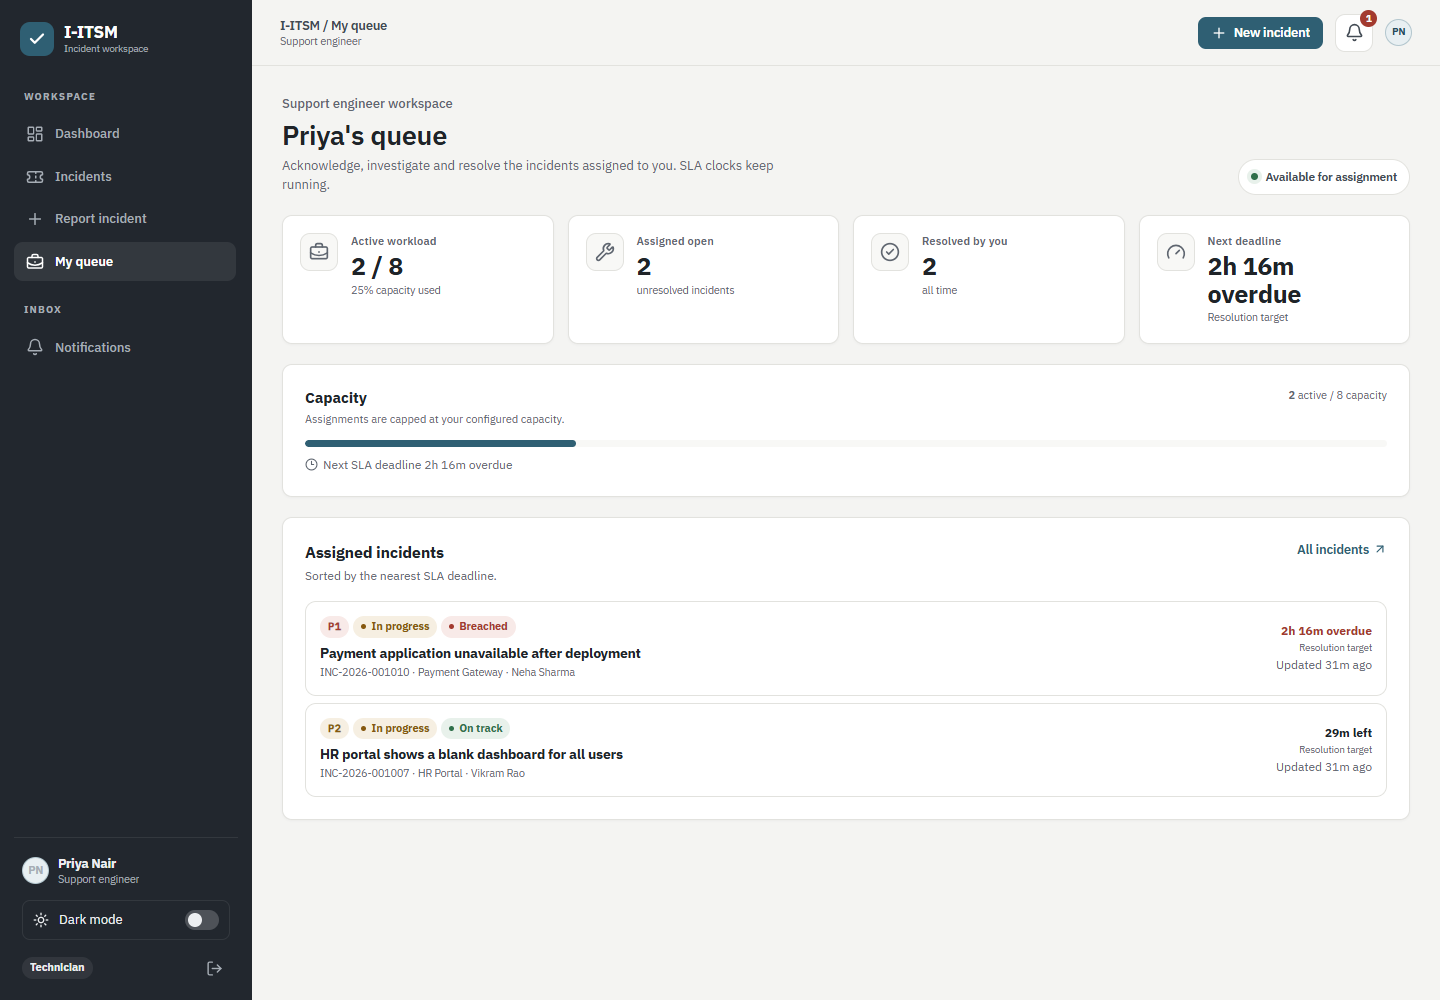 I-ITSM
Incident workspace
WORKSPACE
Dashboard
Incidents
Report incident
My queue
INBOX
Notifications
PN
Priya Nair
Support engineer
Dark mode
Technician
I-ITSM / My queue
Support engineer
New incident
1
PN
Support engineer workspace
Priya's queue
Acknowledge, investigate and resolve the incidents assigned to you. SLA clocks keep
running.
Available for assignment
Active workload
2 / 8
25% capacity used
Assigned open
2
unresolved incidents
Resolved by you
2
all time
Next deadline
2h 16m
overdue
Resolution target
Capacity
2 active / 8 capacity
Assignments are capped at your configured capacity.
Next SLA deadline 2h 16m overdue
Assigned incidents
All incidents
Sorted by the nearest SLA deadline.
P1 In progress Breached
Payment application unavailable after deployment
INC-2026-001010 · Payment Gateway · Neha Sharma
2h 16m overdue
Resolution target
Updated 31m ago
P2 In progress On track
HR portal shows a blank dashboard for all users
INC-2026-001007 · HR Portal · Vikram Rao
29m left
Resolution target
Updated 31m ago